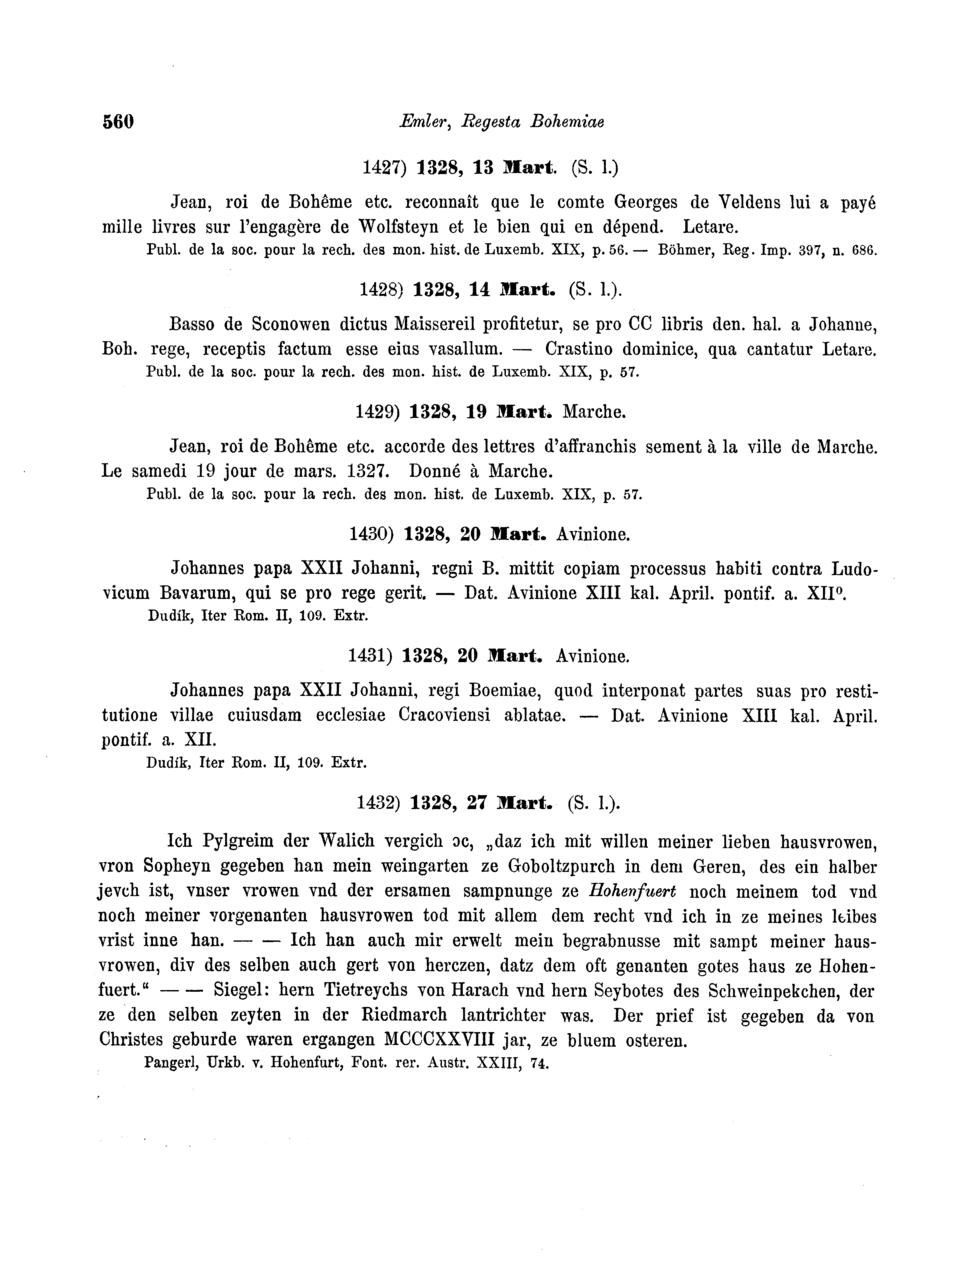 560 Emler, Regesta Bohemiae
1427) 1328, 13 Mart. (S. l.)
Jean, roi de Bohême etc. reconnaît que le comte Georges de Veldens lui a payé
mille livres sur l'engagère de Wolfsteyn et le bien qui en dépend. Letare.
Publ. de la soc. pour la rech. des mon. hist. de Luxemb. XIX, p. 56. — Böhmer, Reg. Imp. 397, n. 686.
1428) 1328, 14 Mart. (S. l.).
Basso de Sconowen dictus Maissereil profitetur, se pro CC libris den. hal. a Johanne,
Boh. rege, receptis factum esse eius vasallum. — Crastino dominice, qua cantatur Letare.
Publ. de la soc. pour la rech. des mon. hist. de Luxemb. XIX, p. 57.
1429) 1328, 19 Mart. Marche.
Jean, roi de Bohême etc. accorde des lettres d'affranchis sement à la ville de Marche.
Le samedi 19 jour de mars. 1327. Donné à Marche.
Publ. de la soc. pour la rech. des mon. hist. de Luxemb. XIX, p. 57.
1430) 1328, 20 Mart. Avinione.
Johannes papa XXII Johanni, regni B. mittit copiam processus habiti contra Ludo-
vicum Bavarum, qui se pro rege gerit. — Dat. Avinione XIII kal. April. pontif. a. XIIº.
Dudík, Iter Rom. II, 109. Extr.
1431) 1328, 20 Mart. Avinione.
Johannes papa XXII Johanni, regi Boemiae, quod interponat partes suas pro resti-
tutione villae cuiusdam ecclesiae Cracoviensi ablatae. — Dat. Avinione XIII kal. April.
pontif. a. XII.
Dudík, Iter Rom. II, 109. Extr.
1432) 1328, 27 Mart. (S. l.).
Ich Pylgreim der Walich vergich ꝛc, „daz ich mit willen meiner lieben hausvrowen,
vron Sopheyn gegeben han mein weingarten ze Goboltzpurch in dem Geren, des ein halber
jevch ist, vnser vrowen vnd der ersamen sampnunge ze Hohenfuert noch meinem tod vnd
noch meiner vorgenanten hausvrowen tod mit allem dem recht vnd ich in ze meines leibes
vrist inne han. — — Ich han auch mir erwelt mein begrabnusse mit sampt meiner haus-
vrowen, div des selben auch gert von herczen, datz dem oft genanten gotes haus ze Hohen-
fuert.“ — — Siegel: hern Tietreychs von Harach vnd hern Seybotes des Schweinpekchen, der
ze den selben zeyten in der Riedmarch lantrichter was. Der prief ist gegeben da von
Christes geburde waren ergangen MCCCXXVIII jar, ze bluem osteren.
Pangerl, Urkb. v. Hohenfurt, Font. rer. Austr. XXIII, 74.